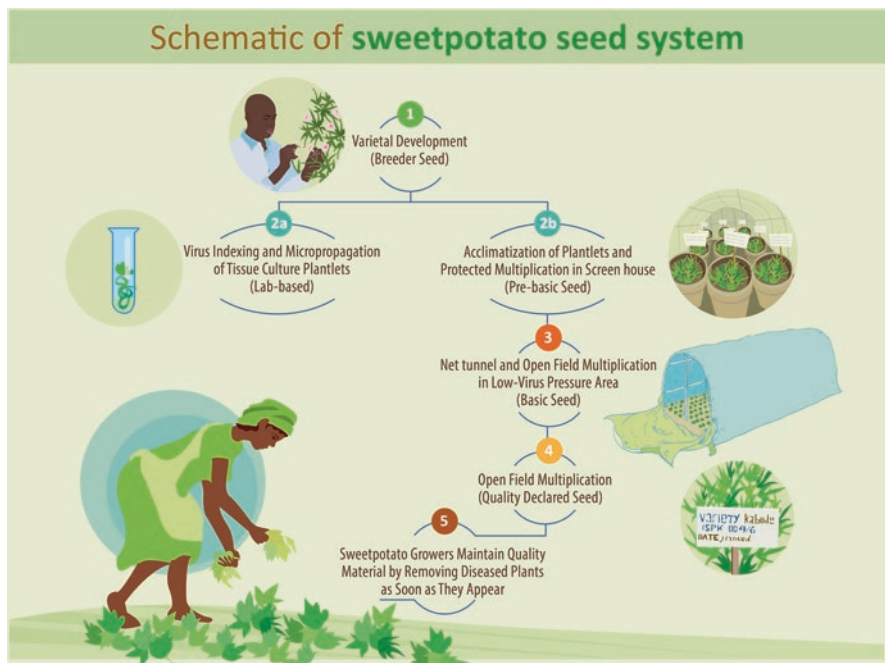 Schematic of sweetpotato seed system
1
Varietal Development
(Breeder Seed)
2a
Virus Indexing and Micropropagation
of Tissue Culture Plantlets
(Lab-based)
2b
Acclimatization of Plantlets and
Protected Multiplication in Screen house
(Pre-basic Seed)
3
Net tunnel and Open Field Multiplication
in Low-Virus Pressure Area
(Basic Seed)
4
Open Field Multiplication
(Quality Declared Seed)
VARIETY kabode
DATE
5
Sweetpotato Growers Maintain Quality
Material by Removing Diseased Plants
as Soon as They Appear